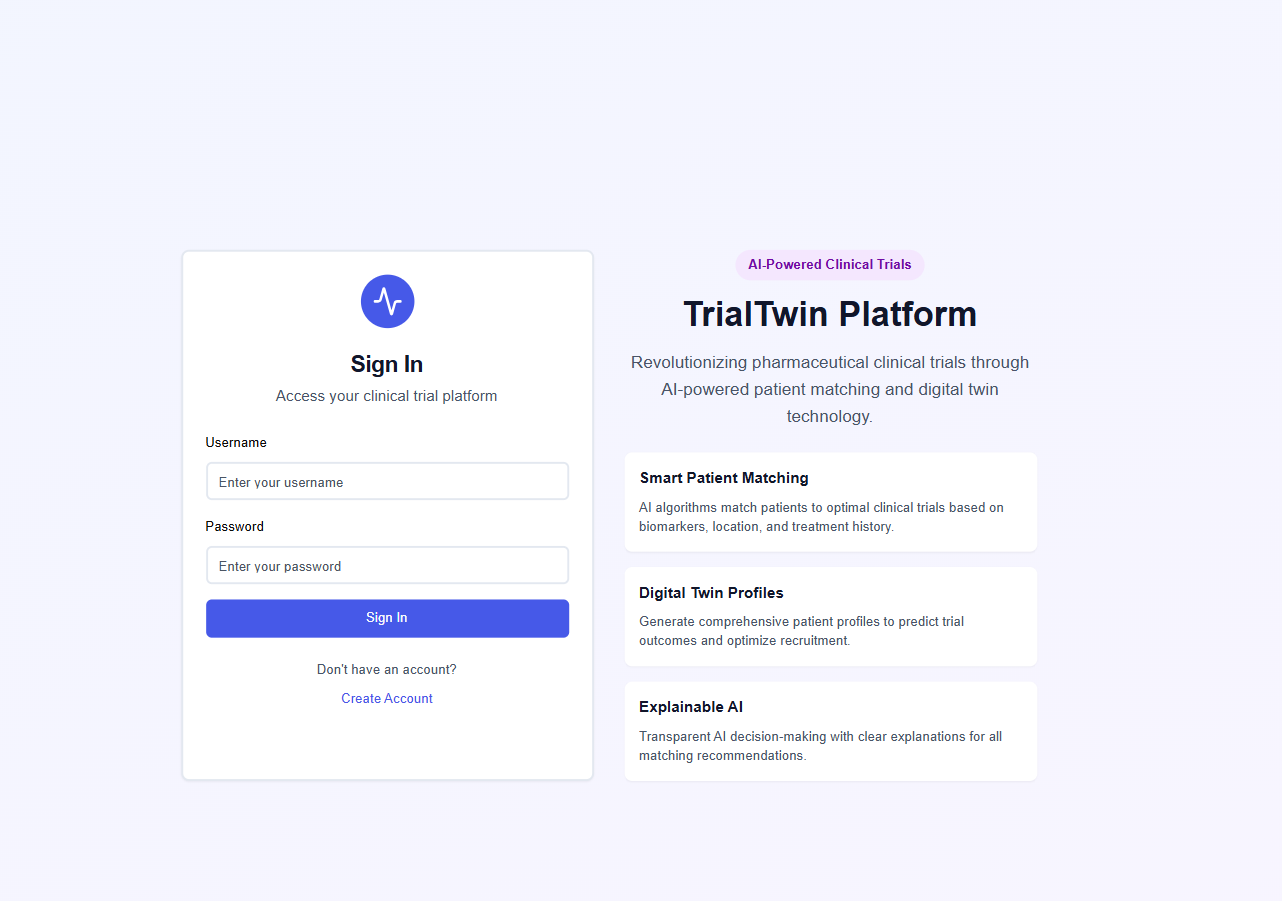 Sign In
Access your clinical trial platform
Username
Enter your username
Password
Enter your password
Sign In
Don't have an account?
Create Account
AI-Powered Clinical Trials
TrialTwin Platform
Revolutionizing pharmaceutical clinical trials through
AI-powered patient matching and digital twin
technology.
Smart Patient Matching
AI algorithms match patients to optimal clinical trials based on
biomarkers, location, and treatment history.
Digital Twin Profiles
Generate comprehensive patient profiles to predict trial
outcomes and optimize recruitment.
Explainable AI
Transparent AI decision-making with clear explanations for all
matching recommendations.